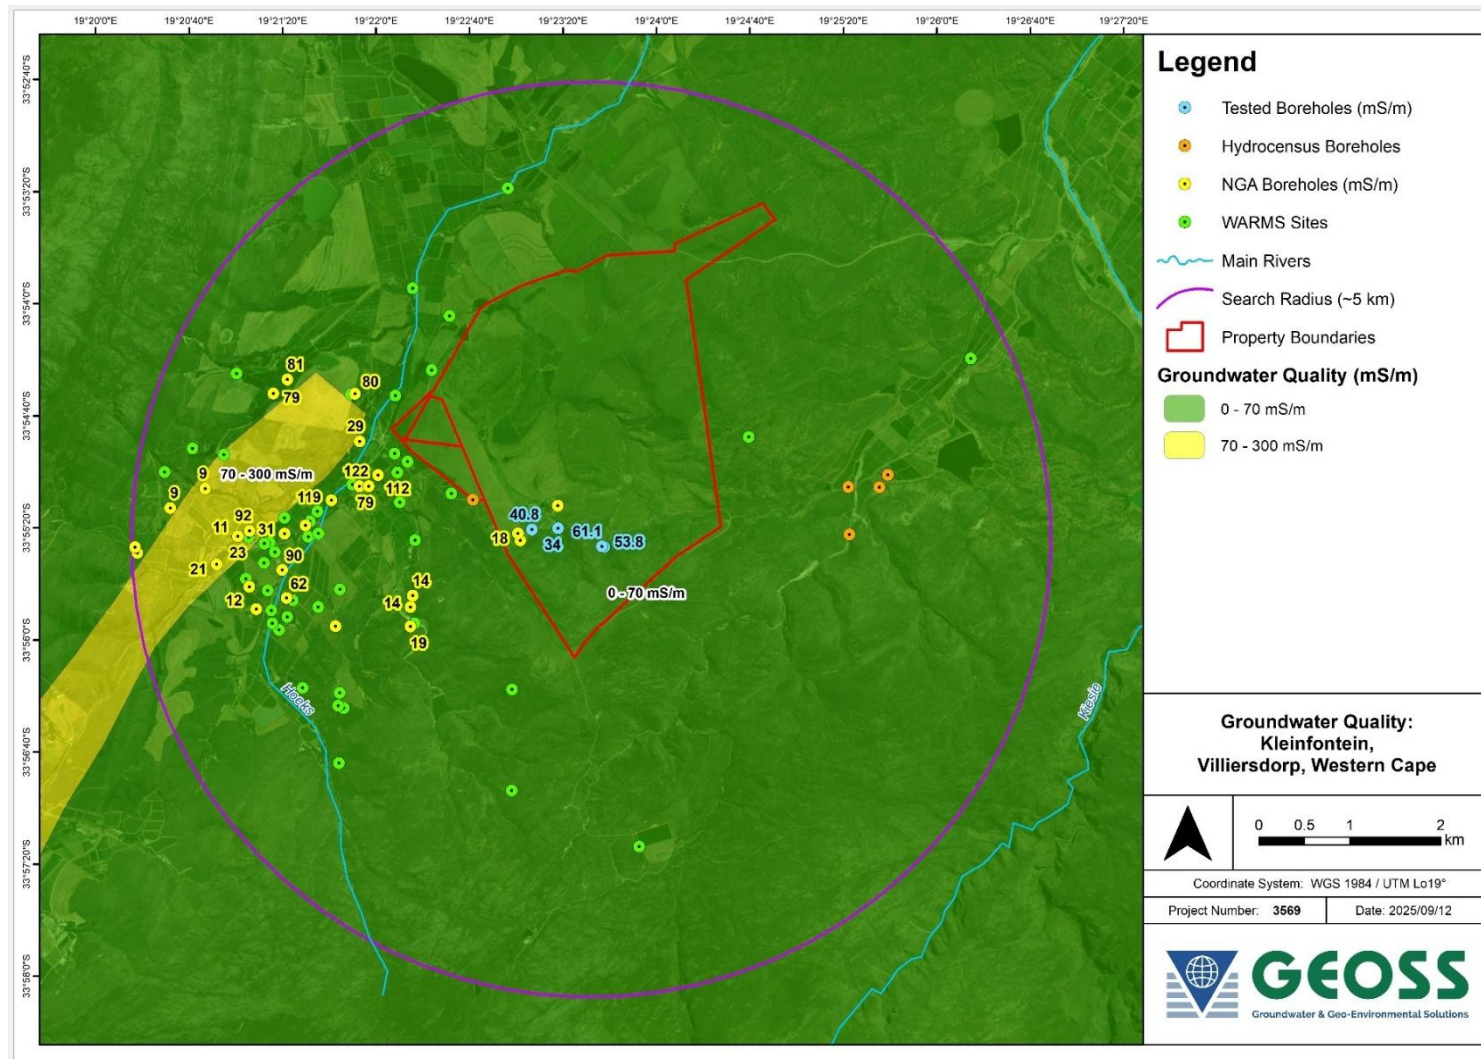 19°20'0"E 19°20'40"E 19°21'20"E 19°22'0"E 19°22'40"E 19°23'20"E 19°24'0"E 19°24'40"E 19°25'20"E 19°26'0"E 19°26'40"E 19°27'20"E
33°52'40"S
33°53'20"S
33°54'0"S
33°54'40"S
33°55'20"S
33°56'0"S
33°56'40"S
33°57'20"S
33°58'0"S
81
79
80
29
9
70 - 300 mS/m
122
9
119
79
112
92
11
31
40.8
61.1
18
34
53.8
23
90
21
14
62
0 - 70 mS/m
12
14
19
Hoeks
Kiesie
Legend
Tested Boreholes (mS/m)
Hydrocensus Boreholes
NGA Boreholes (mS/m)
WARMS Sites
Main Rivers
Search Radius (~5 km)
Property Boundaries
Groundwater Quality (mS/m)
0 - 70 mS/m
70 - 300 mS/m
Groundwater Quality:
Kleinfontein,
Villiersdorp, Western Cape
0 0.5 1 2
km
Coordinate System: WGS 1984 / UTM Lo19°
Project Number: 3569 Date: 2025/09/12
GEOSS
Groundwater & Geo-Environmental Solutions